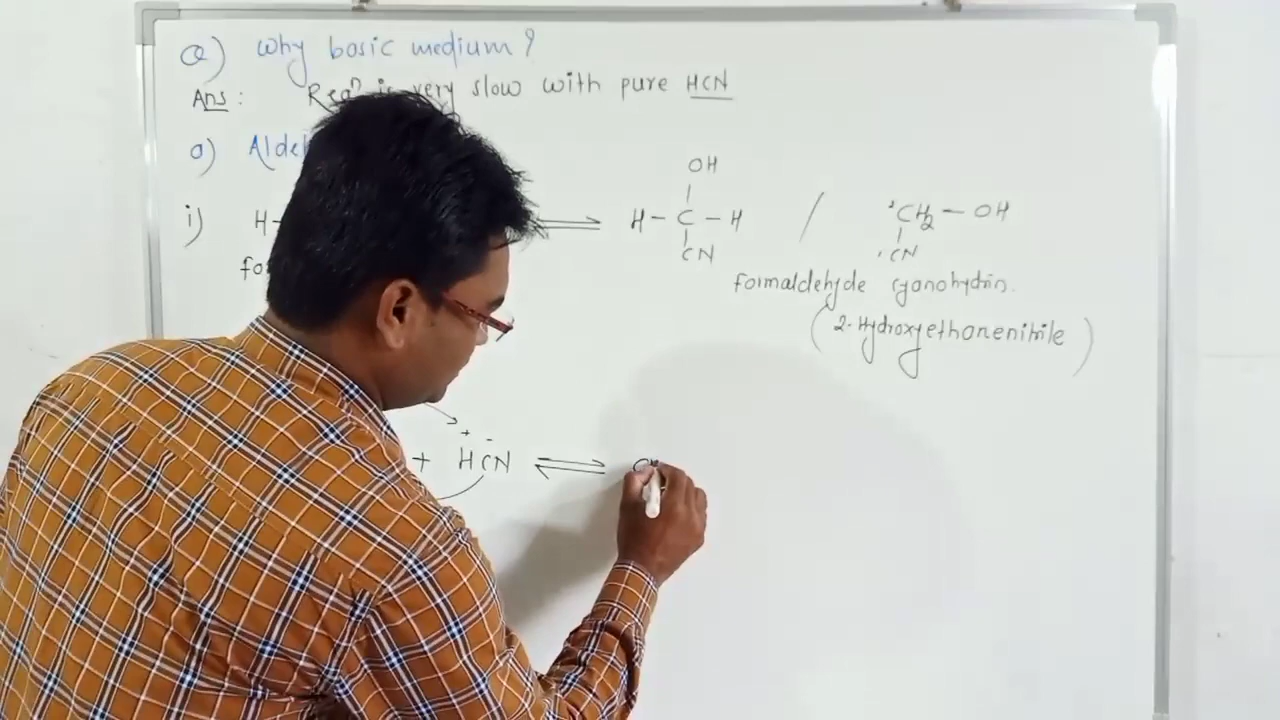 Q) Why basic medium?
Ans : Reaⁿ is very slow with pure HCN
a) Alde
OH
i) H- ⇌ H – C – H / CH₂ – OH
CN CN
fo
formaldehyde cyanohydrin.
(2-Hydroxyethanenitrile)
+ -
+ HCN ⇌